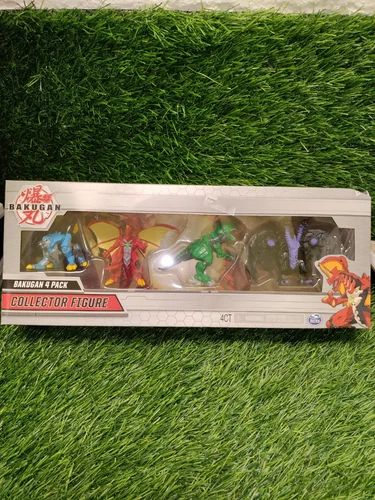 爆
BAKUGAN
丸
BAKUGAN 4 PACK
COLLECTOR FIGURE
4CT